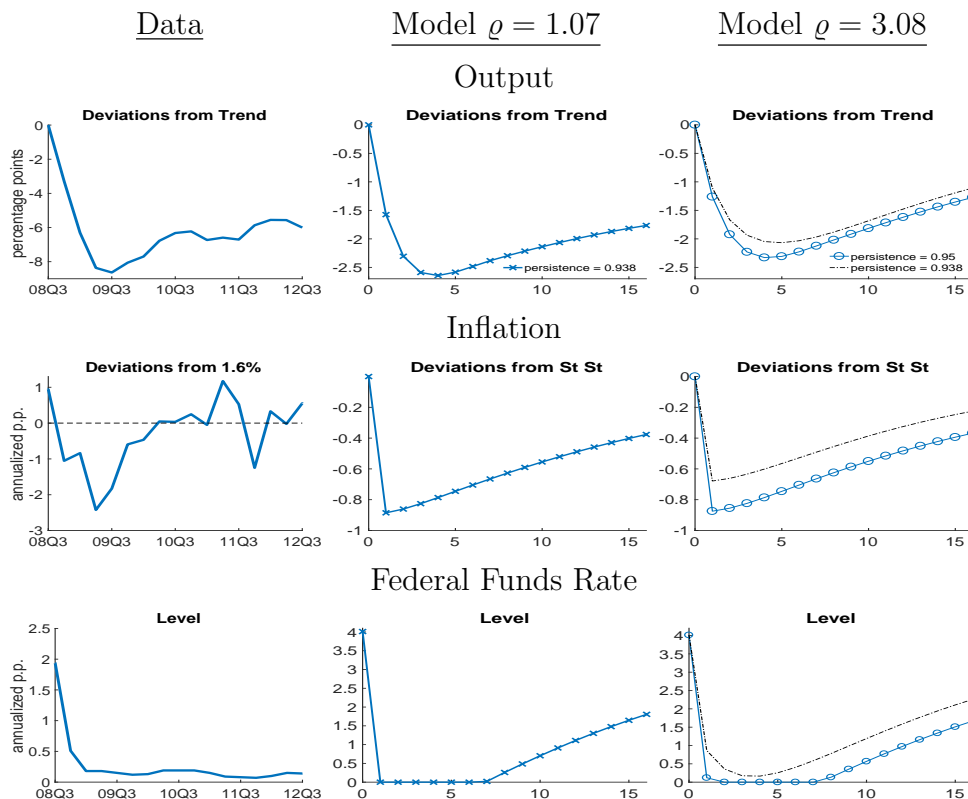 Data Model ϱ = 1.07 Model ϱ = 3.08
Output
Deviations from Trend Deviations from Trend Deviations from Trend
percentage points
0
-2
-4
-6
-8
08Q3 09Q3 10Q3 11Q3 12Q3
0
-0.5
-1
-1.5
-2
-2.5
persistence = 0.938
0 5 10 15
0
-0.5
-1
-1.5
-2
-2.5
persistence = 0.95
persistence = 0.938
0 5 10 15
Inflation
Deviations from 1.6% Deviations from St St Deviations from St St
annualized p.p.
1
0
-1
-2
-3
08Q3 09Q3 10Q3 11Q3 12Q3
0
-0.2
-0.4
-0.6
-0.8
-1
0 5 10 15
0
-0.2
-0.4
-0.6
-0.8
-1
0 5 10 15
Federal Funds Rate
Level Level Level
annualized p.p.
2.5
2
1.5
1
0.5
0
08Q3 09Q3 10Q3 11Q3 12Q3
4
3.5
3
2.5
2
1.5
1
0.5
0
0 5 10 15
4
3.5
3
2.5
2
1.5
1
0.5
0
0 5 10 15